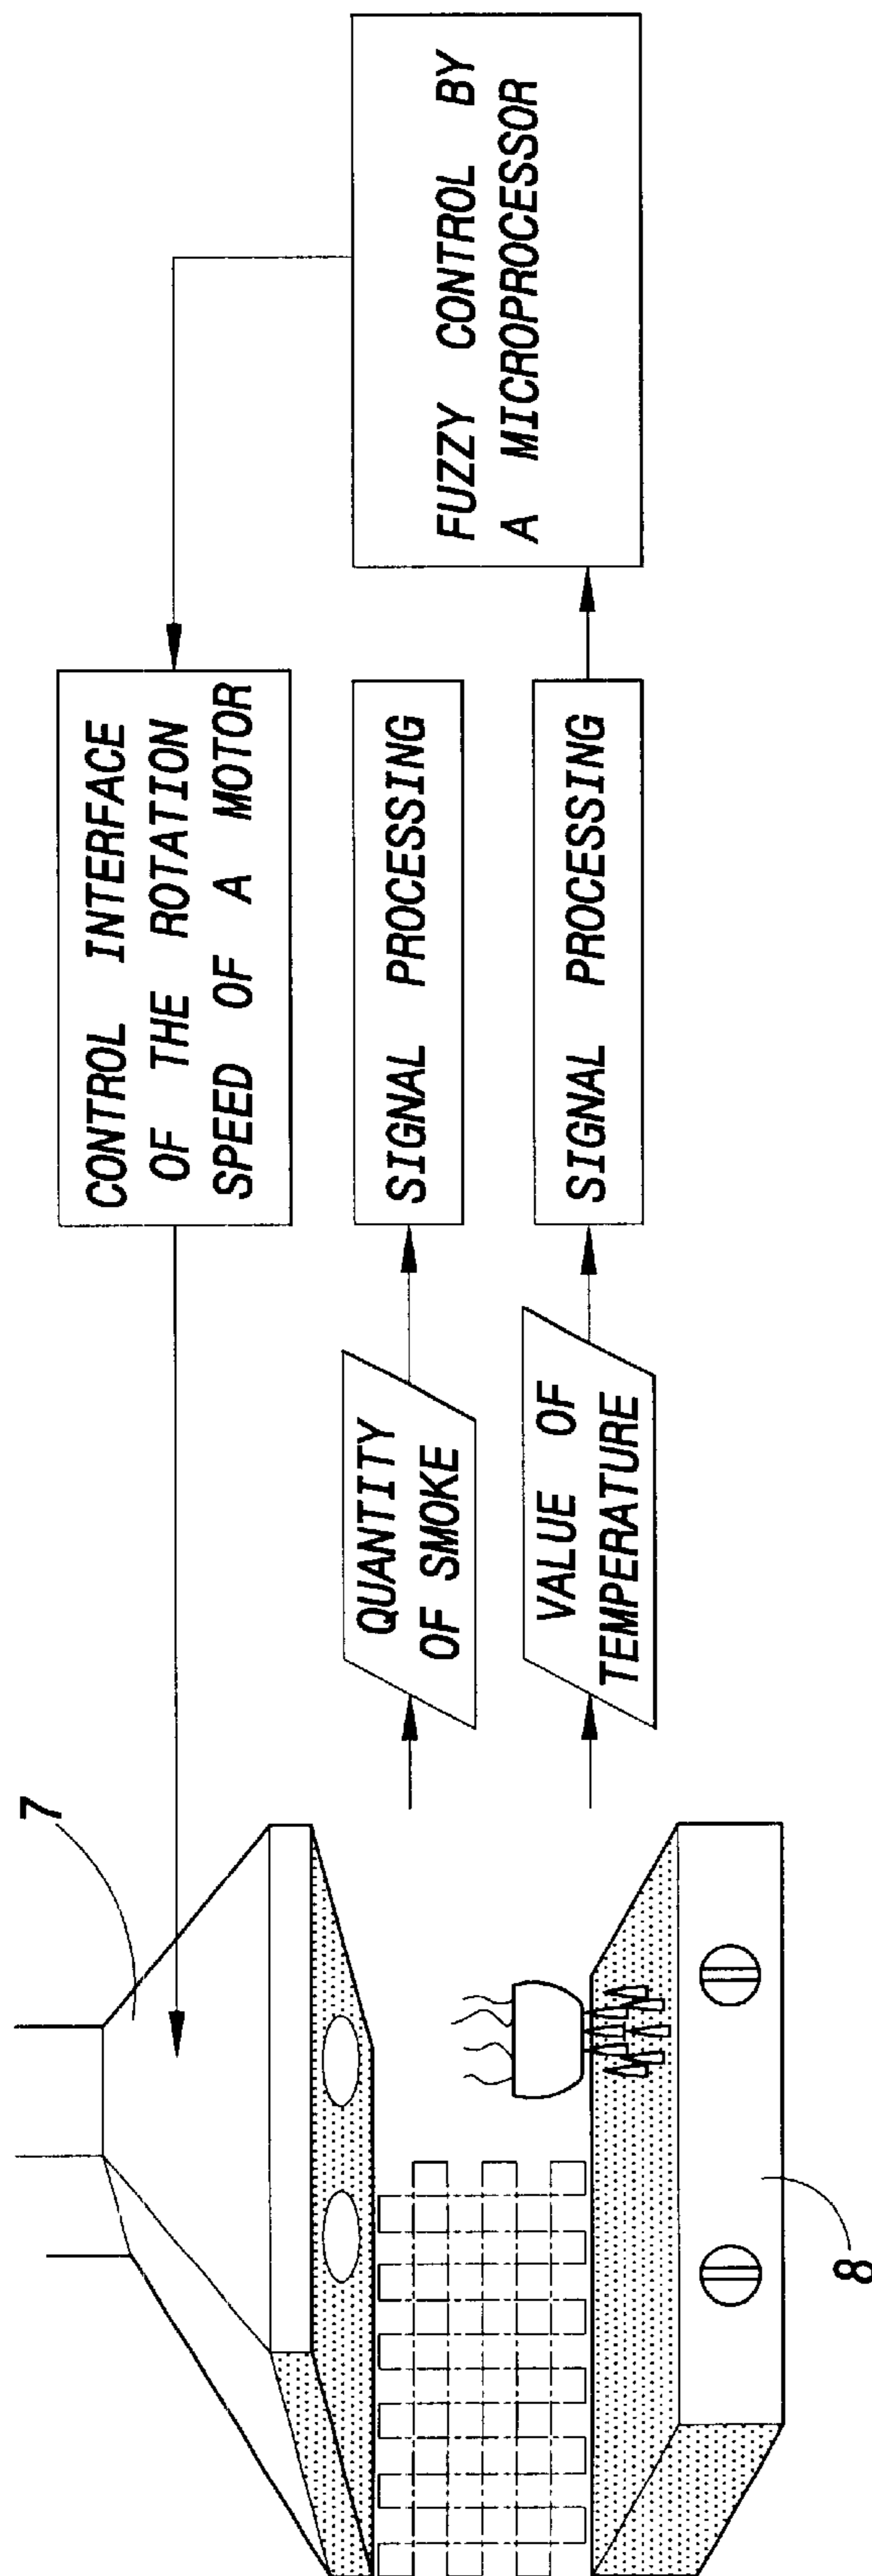 7
CONTROL INTERFACE
OF THE ROTATION
SPEED OF A MOTOR
QUANTITY
OF SMOKE
SIGNAL PROCESSING
VALUE OF
TEMPERATURE
SIGNAL PROCESSING
FUZZY CONTROL BY
A MICROPROCESSOR
8